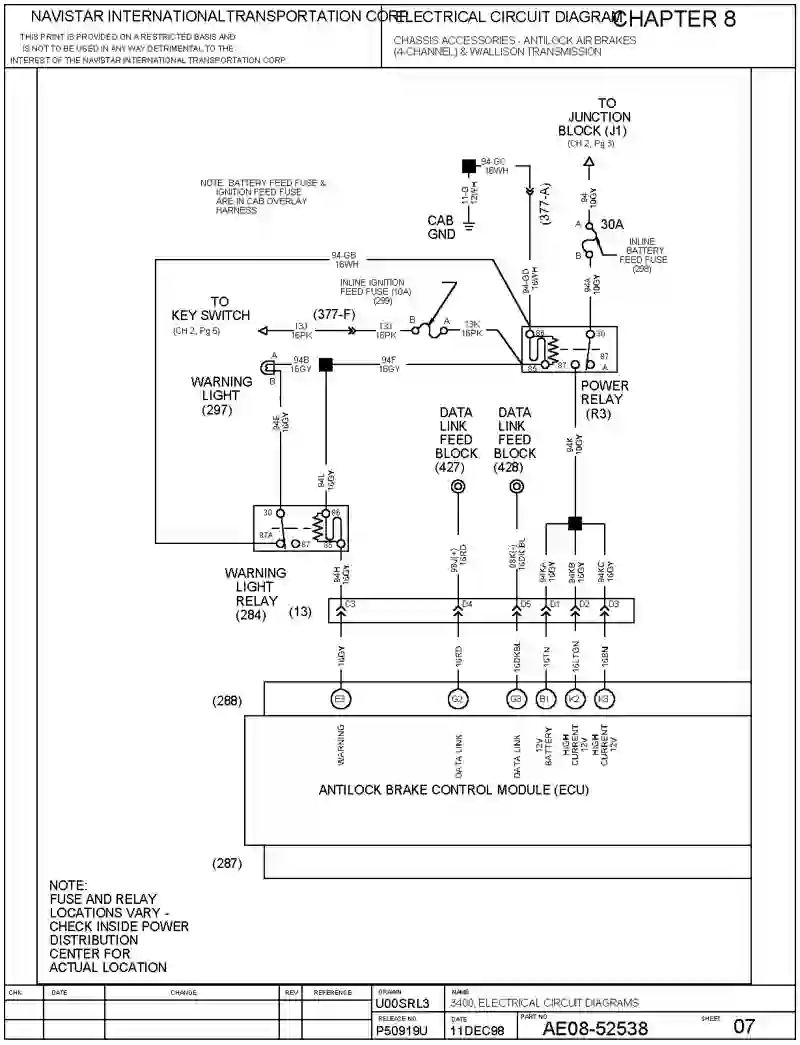 NAVISTAR INTERNATIONAL TRANSPORTATION CORP.
THIS PRINT IS PROVIDED ON A RESTRICTED BASIS AND
IS NOT TO BE USED IN ANY WAY DETRIMENTAL TO THE
INTEREST OF THE NAVISTAR INTERNATIONAL TRANSPORTATION CORP.
ELECTRICAL CIRCUIT DIAGRAM
CHAPTER 8
CHASSIS ACCESSORIES - ANTILOCK AIR BRAKES
(4-CHANNEL) & W/ALLISON TRANSMISSION
TO
JUNCTION
BLOCK (J1)
(CH 2, Pg 3)
NOTE: BATTERY FEED FUSE &
IGNITION FEED FUSE
ARE IN CAB OVERLAY
HARNESS
94-GC
16WH
11-G
12WH
(377-A)
CAB
GND
94
10GY
A
30A
B
INLINE
BATTERY
FEED FUSE
(298)
94A
10GY
94-GB
16WH
94-GD
16WH
INLINE IGNITION
FEED FUSE (10A)
(299)
TO
KEY SWITCH
(CH 2, Pg 5)
13J
16PK
(377-F)
13J
16PK
B
A
13K
16PK
86
30
85
87
87
A
POWER
RELAY
(R3)
A
B
94B
16GY
94F
16GY
WARNING
LIGHT
(297)
94E
10GY
94L
16GY
DATA
LINK
FEED
BLOCK
(427)
DATA
LINK
FEED
BLOCK
(428)
94K
10GY
30
86
87A
87
85
WARNING
LIGHT
RELAY
(284)
94H
16GY
98J(+)
16RD
98K(-)
16DKBL
94KA
16GY
94KB
16GY
94KC
16GY
(13)
C3
D4
D5
D1
D2
D3
16GY
16RD
16DKBL
16TN
16LTGN
16BN
(288)
E3
G2
G3
B1
K2
K3
WARNING
DATA LINK
DATA LINK
12V
BATTERY
HIGH
CURRENT
12V
HIGH
CURRENT
12V
ANTILOCK BRAKE CONTROL MODULE (ECU)
(287)
NOTE:
FUSE AND RELAY
LOCATIONS VARY -
CHECK INSIDE POWER
DISTRIBUTION
CENTER FOR
ACTUAL LOCATION
CHK
DATE
CHANGE
REV
REFERENCE
DRAWN
U00SRL3
NAME
3400, ELECTRICAL CIRCUIT DIAGRAMS
RELEASE NO.
P50919U
DATE
11DEC98
PART NO
AE08-52538
SHEET
07